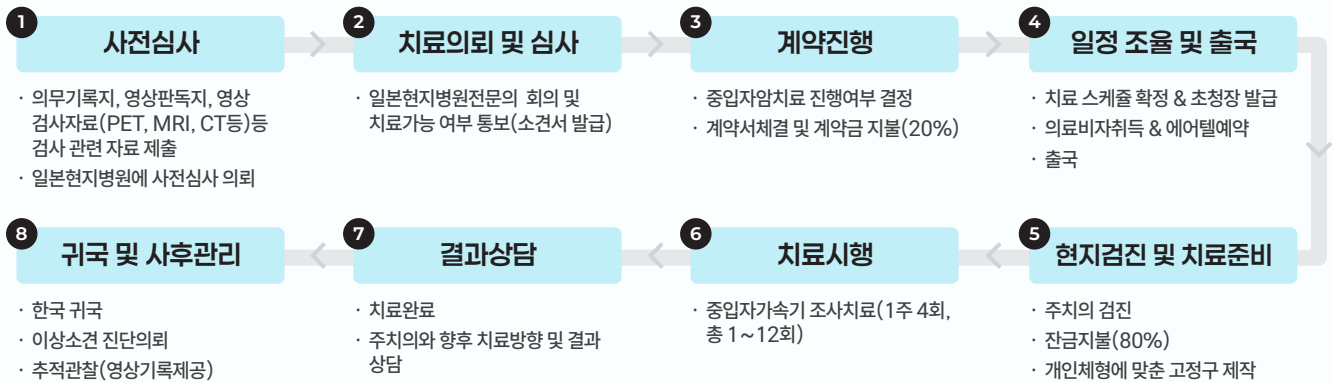 1
사전심사
· 의무기록지, 영상판독지, 영상
검사자료(PET, MRI, CT등)등
검사 관련 자료 제출
· 일본현지병원에 사전심사 의뢰
2
치료의뢰 및 심사
· 일본현지병원전문의 회의 및
치료가능 여부 통보(소견서 발급)
3
계약진행
· 중입자암치료 진행여부 결정
· 계약서체결 및 계약금 지불(20%)
4
일정 조율 및 출국
· 치료 스케쥴 확정 & 초청장 발급
· 의료비자취득 & 에어텔예약
· 출국
5
현지검진 및 치료준비
· 주치의 검진
· 잔금지불(80%)
· 개인체형에 맞춘 고정구 제작
6
치료시행
· 중입자가속기 조사치료(1주 4회,
총 1~12회)
7
결과상담
· 치료완료
· 주치의와 향후 치료방향 및 결과
상담
8
귀국 및 사후관리
· 한국 귀국
· 이상소견 진단의뢰
· 추적관찰(영상기록제공)